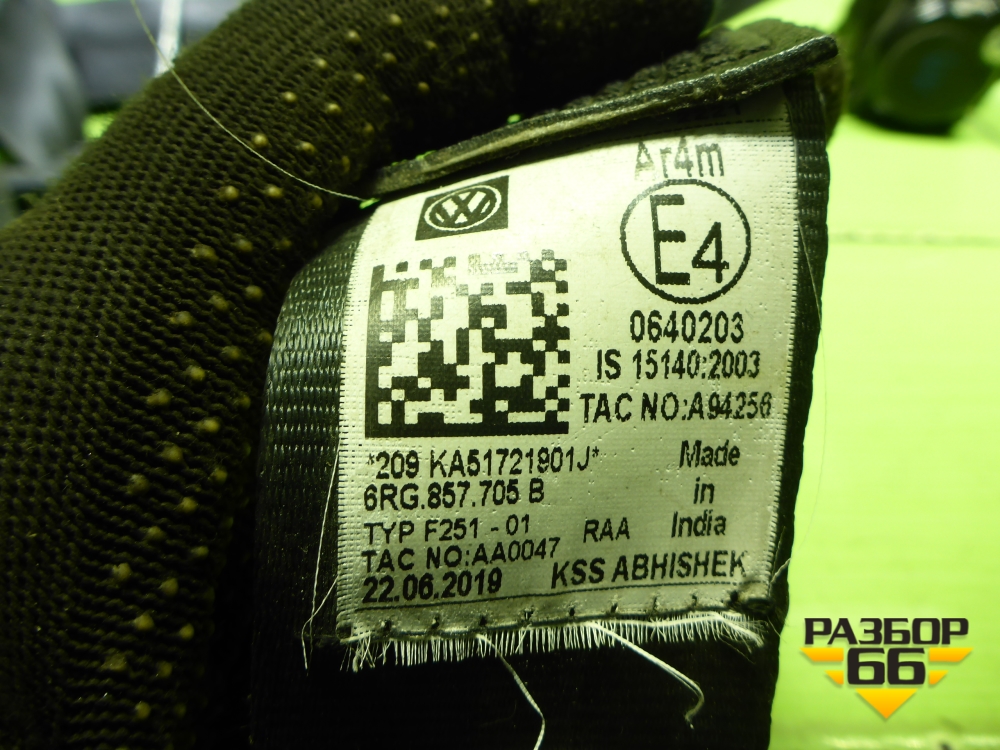 Ar4m
E4
0640203
IS 15140:2003
TAC NO:A94256
*209 KA51721901J*
6RG.857.705 B
TYP F251 - 01
RAA
TAC NO:AA0047
22.06.2019
Made
in
India
KSS ABHISHEK
РАЗБОР
66